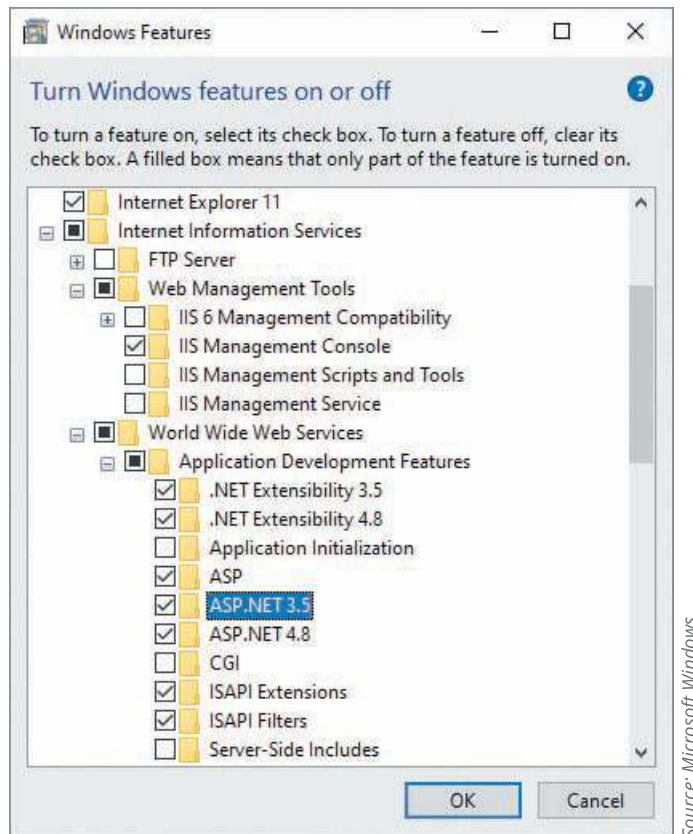 Windows Features
Turn Windows features on or off
To turn a feature on, select its check box. To turn a feature off, clear its
check box. A filled box means that only part of the feature is turned on.
Internet Explorer 11
Internet Information Services
FTP Server
Web Management Tools
IIS 6 Management Compatibility
IIS Management Console
IIS Management Scripts and Tools
IIS Management Service
World Wide Web Services
Application Development Features
.NET Extensibility 3.5
.NET Extensibility 4.8
Application Initialization
ASP
ASP.NET 3.5
ASP.NET 4.8
CGI
ISAPI Extensions
ISAPI Filters
Server-Side Includes
OK Cancel
Source: Microsoft Windows